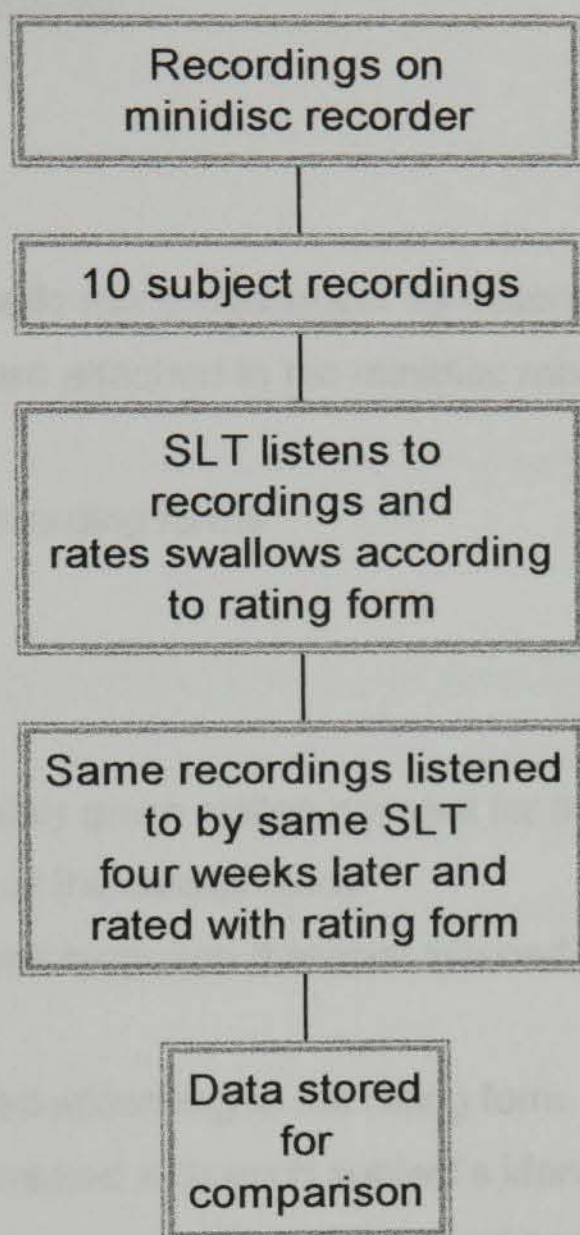 Recordings on
minidisc recorder
10 subject recordings
SLT listens to
recordings and
rates swallows according
to rating form
Same recordings listened
to by same SLT
four weeks later and
rated with rating form
Data stored
for
comparison